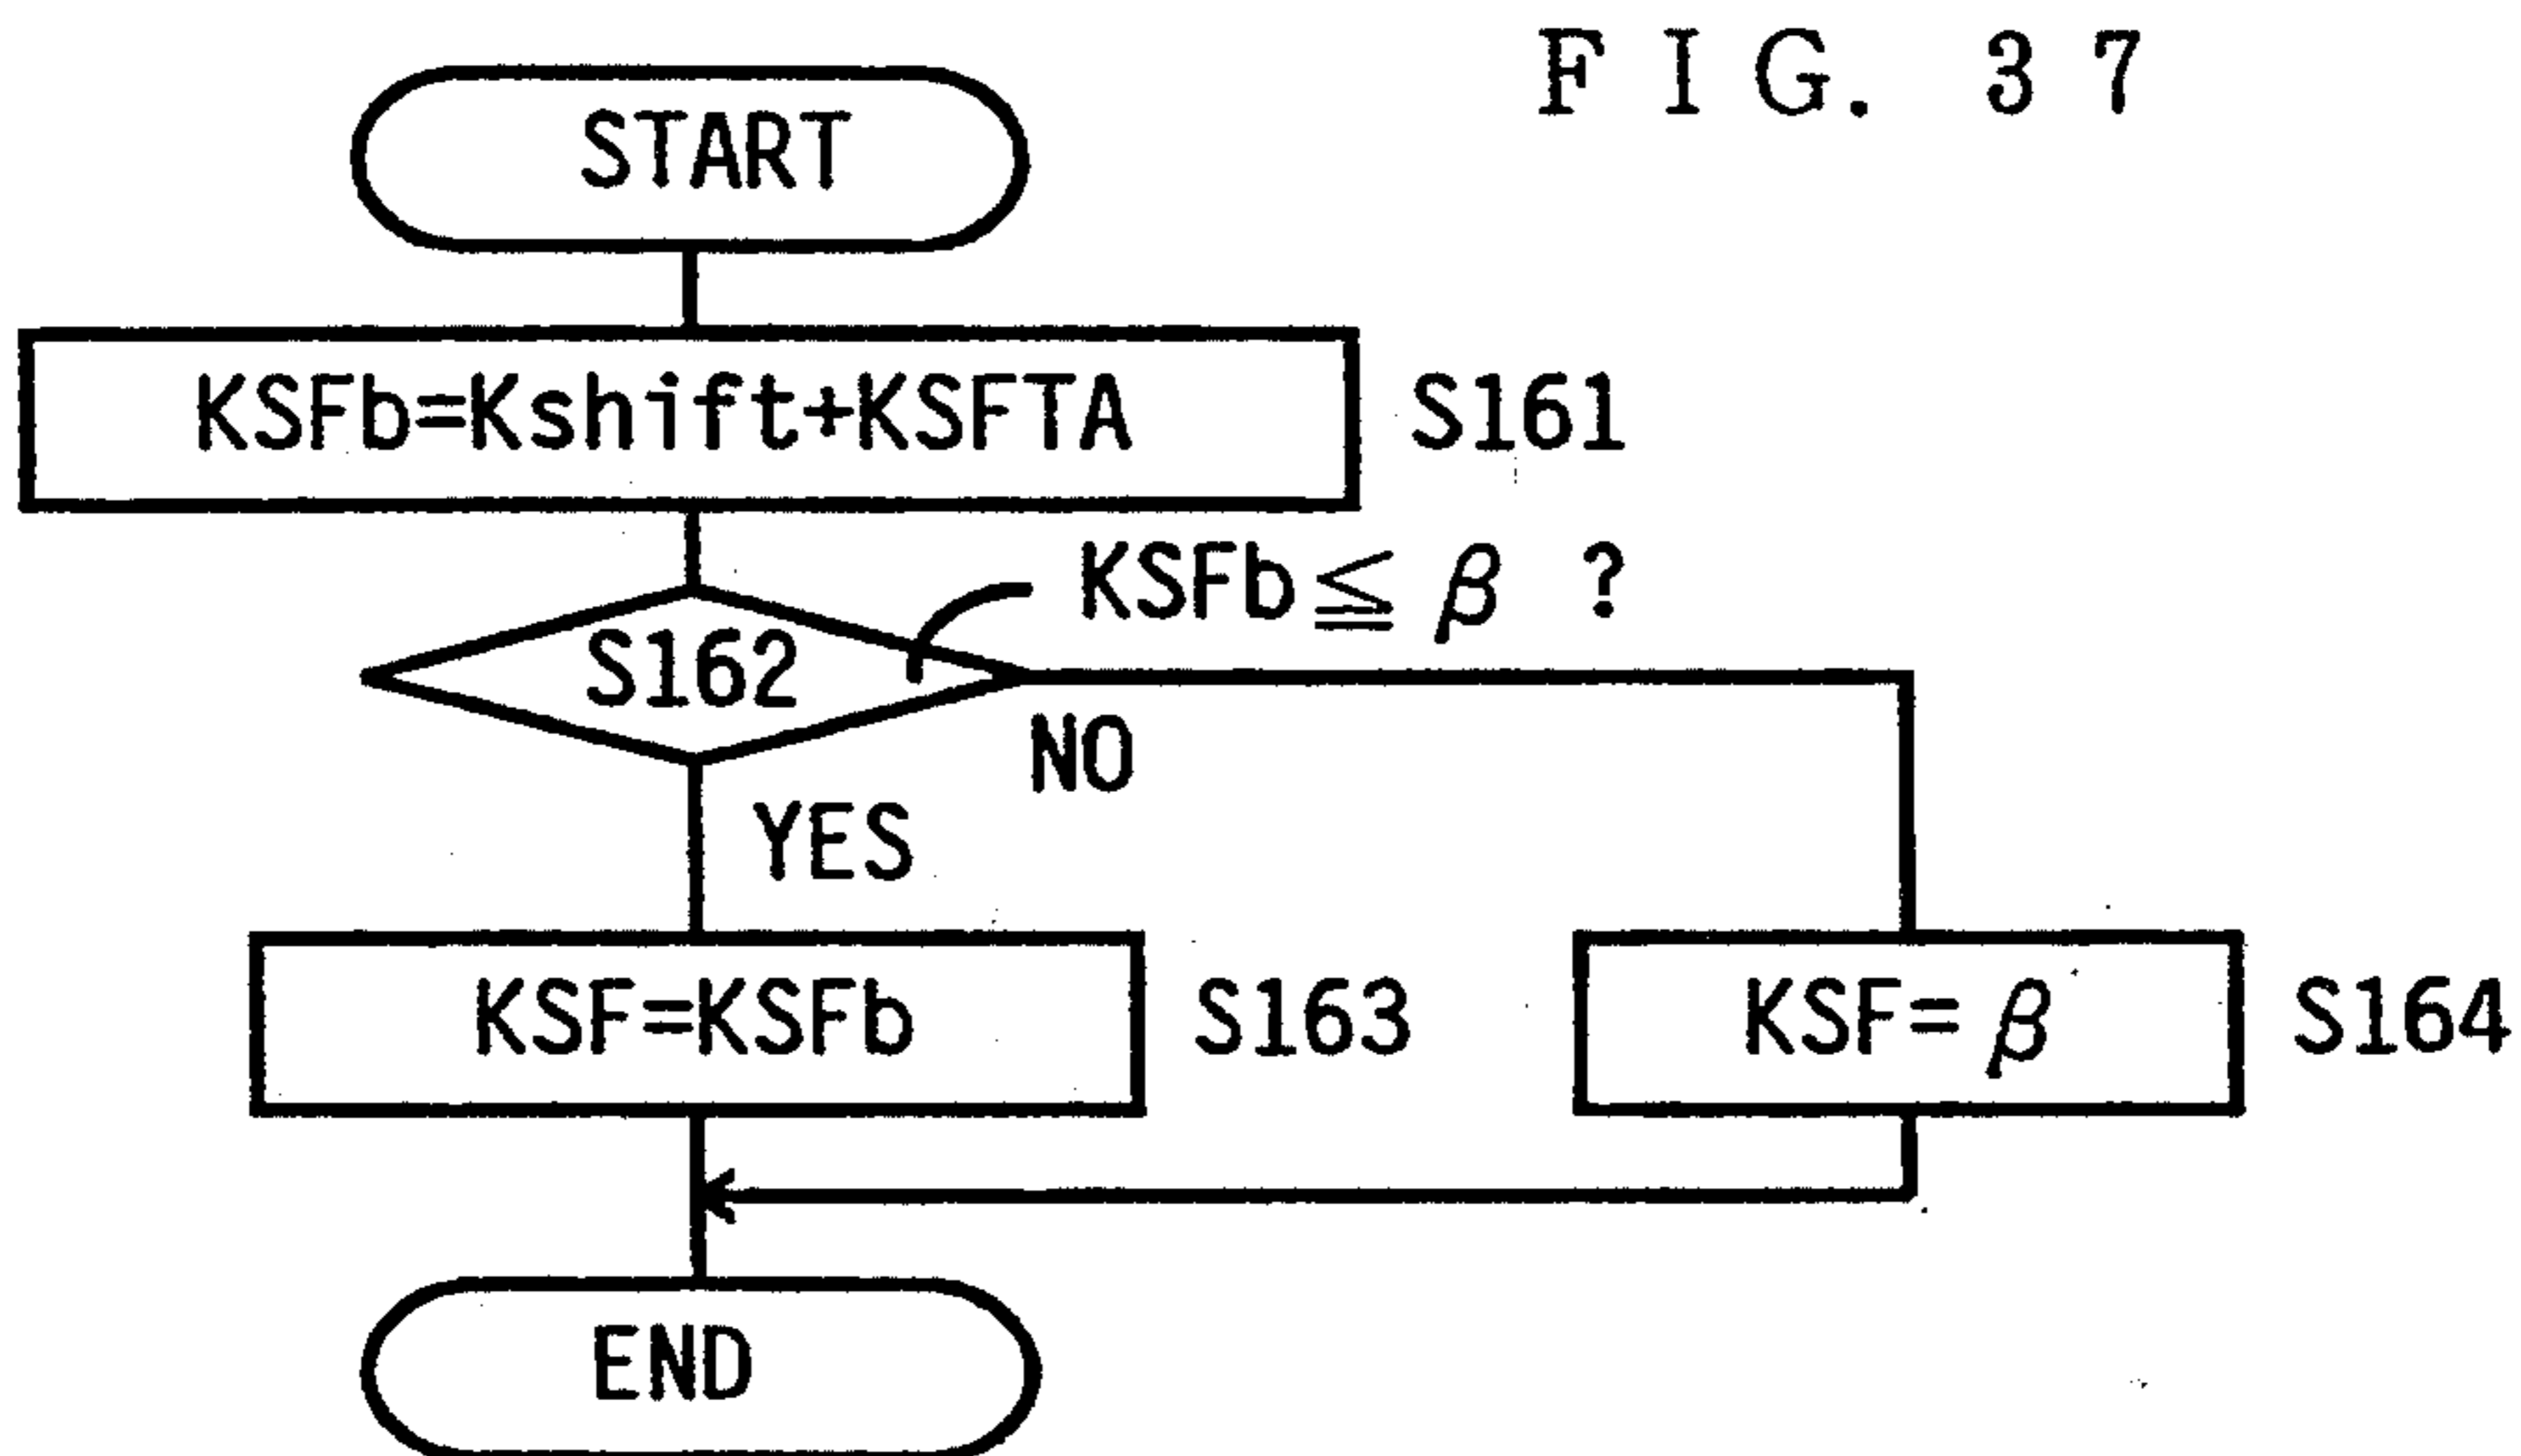 FIG. 37
START
KSFb=Kshift+KSFTA
S161
KSFb≦β ?
S162
NO
YES
KSF=KSFb
S163
KSF=β
S164
END